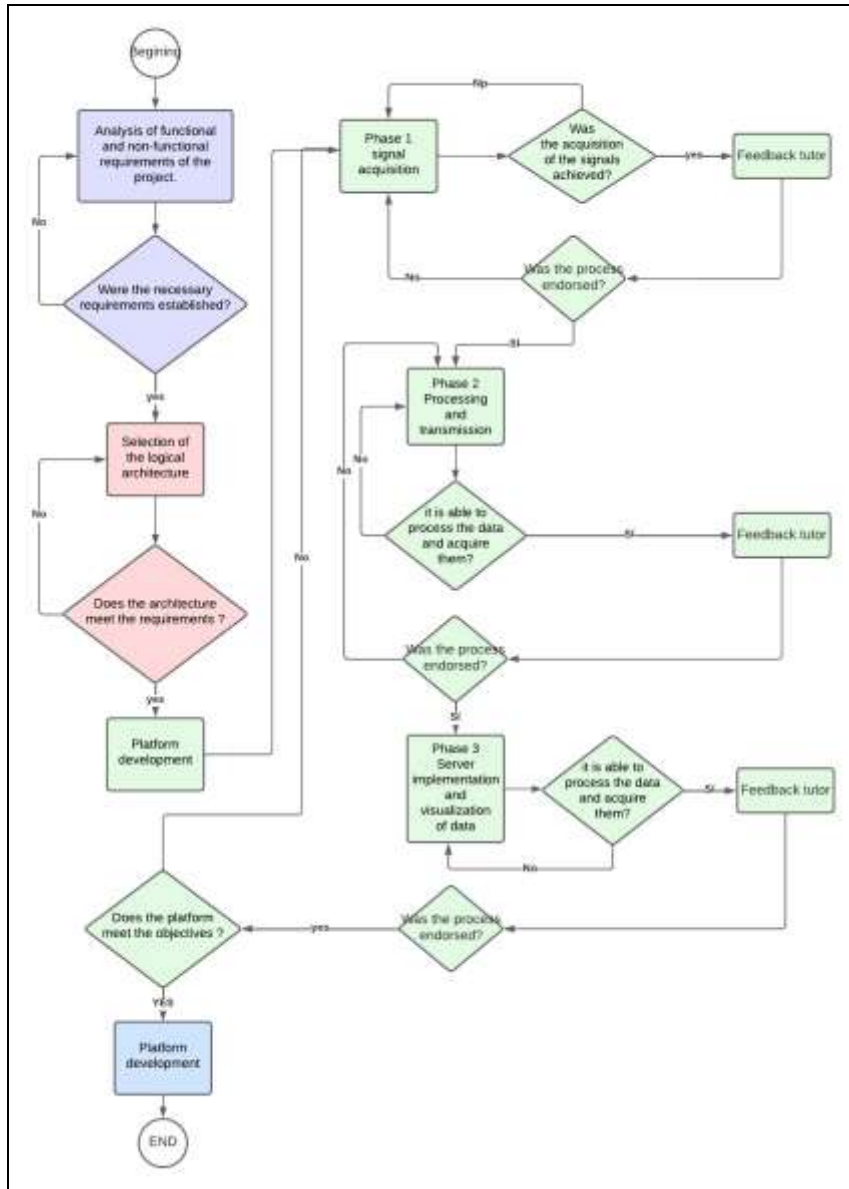 Begining
Analysis of functional
and non-functional
requirements of the
project.
No
Were the necessary
requirements established?
yes
Selection of
the logical
architecture
No
Does the architecture
meet the requirements ?
yes
Platform
development
No
Phase 1
signal
acquisition
Was
the acquisition
of the signals
achieved?
yes
Feedback tutor
Was the process
endorsed?
No
SI
Phase 2
Processing
and
transmission
No
No
it is able to
process the data
and acquire
them?
SI
Feedback tutor
Was the process
endorsed?
SI
Phase 3
Server
implementation
and
visualization
of data
it is able to
process the data
and acquire
them?
No
SI
Feedback tutor
Was the process
endorsed?
yes
No
Does the platform
meet the objectives ?
YES
Platform
development
END